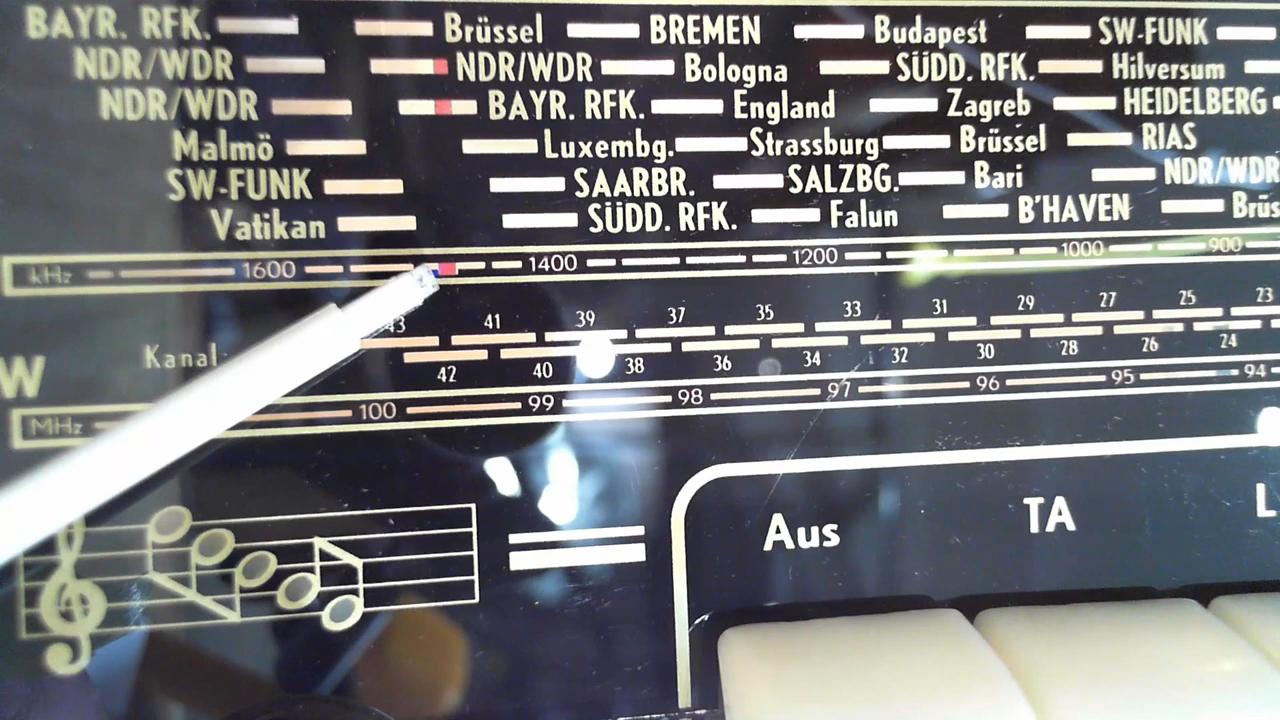 BAYR. RFK. Brüssel BREMEN Budapest SW-FUNK
NDR/WDR NDR/WDR Bologna SÜDD. RFK. Hilversum
NDR/WDR BAYR. RFK. England Zagreb HEIDELBERG
Malmö Luxembg. Strassburg Brüssel RIAS
SW-FUNK SAARBR. SALZBG. Bari NDR/WDR
Vatikan SÜDD. RFK. Falun B'HAVEN Brüs
kHz 1600 1400 1200 1000 900
43 41 39 37 35 33 31 29 27 25 23
Kanal
42 40 38 36 34 32 30 28 26 24
W
MHz 100 99 98 97 96 95 94
Aus TA L